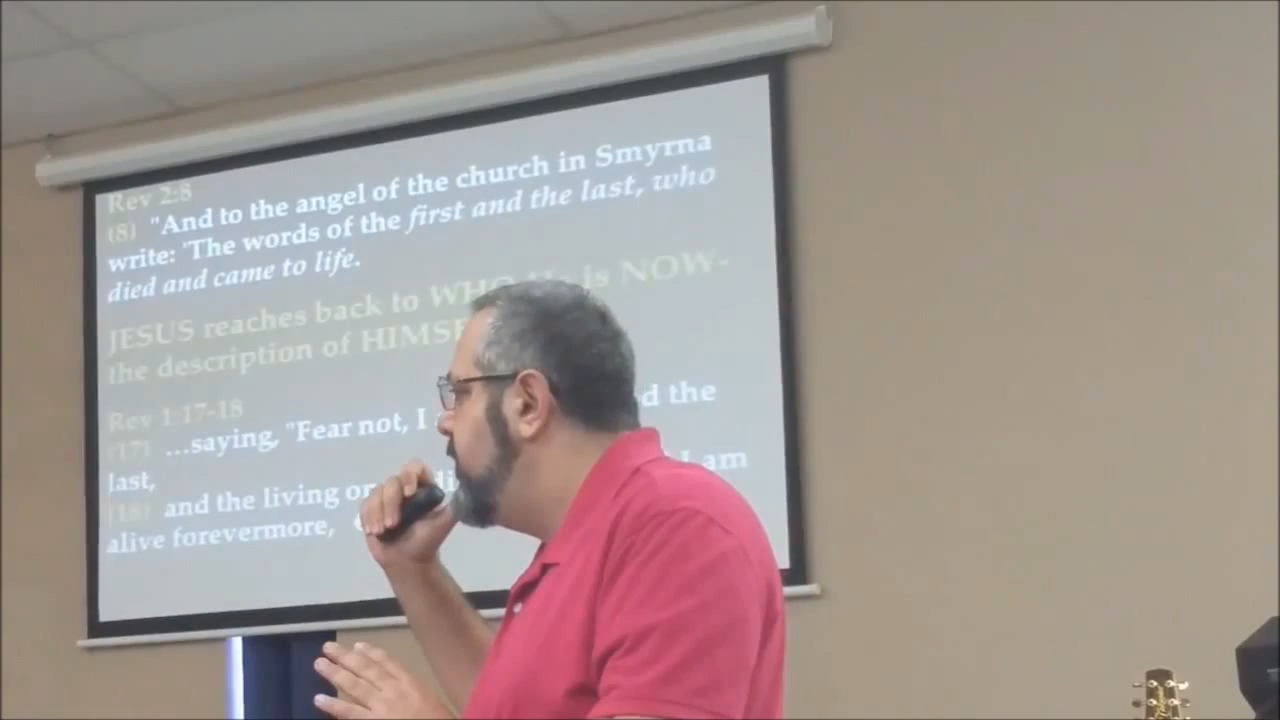 Rev 2:8
(8) "And to the angel of the church in Smyrna
write: 'The words of the first and the last, who
died and came to life.
JESUS reaches back to WHO He is NOW-
the description of HIMSE
Rev 1:17-18
(17) ...saying, "Fear not, I d the
last,
(18) and the living on I am
alive forevermore,